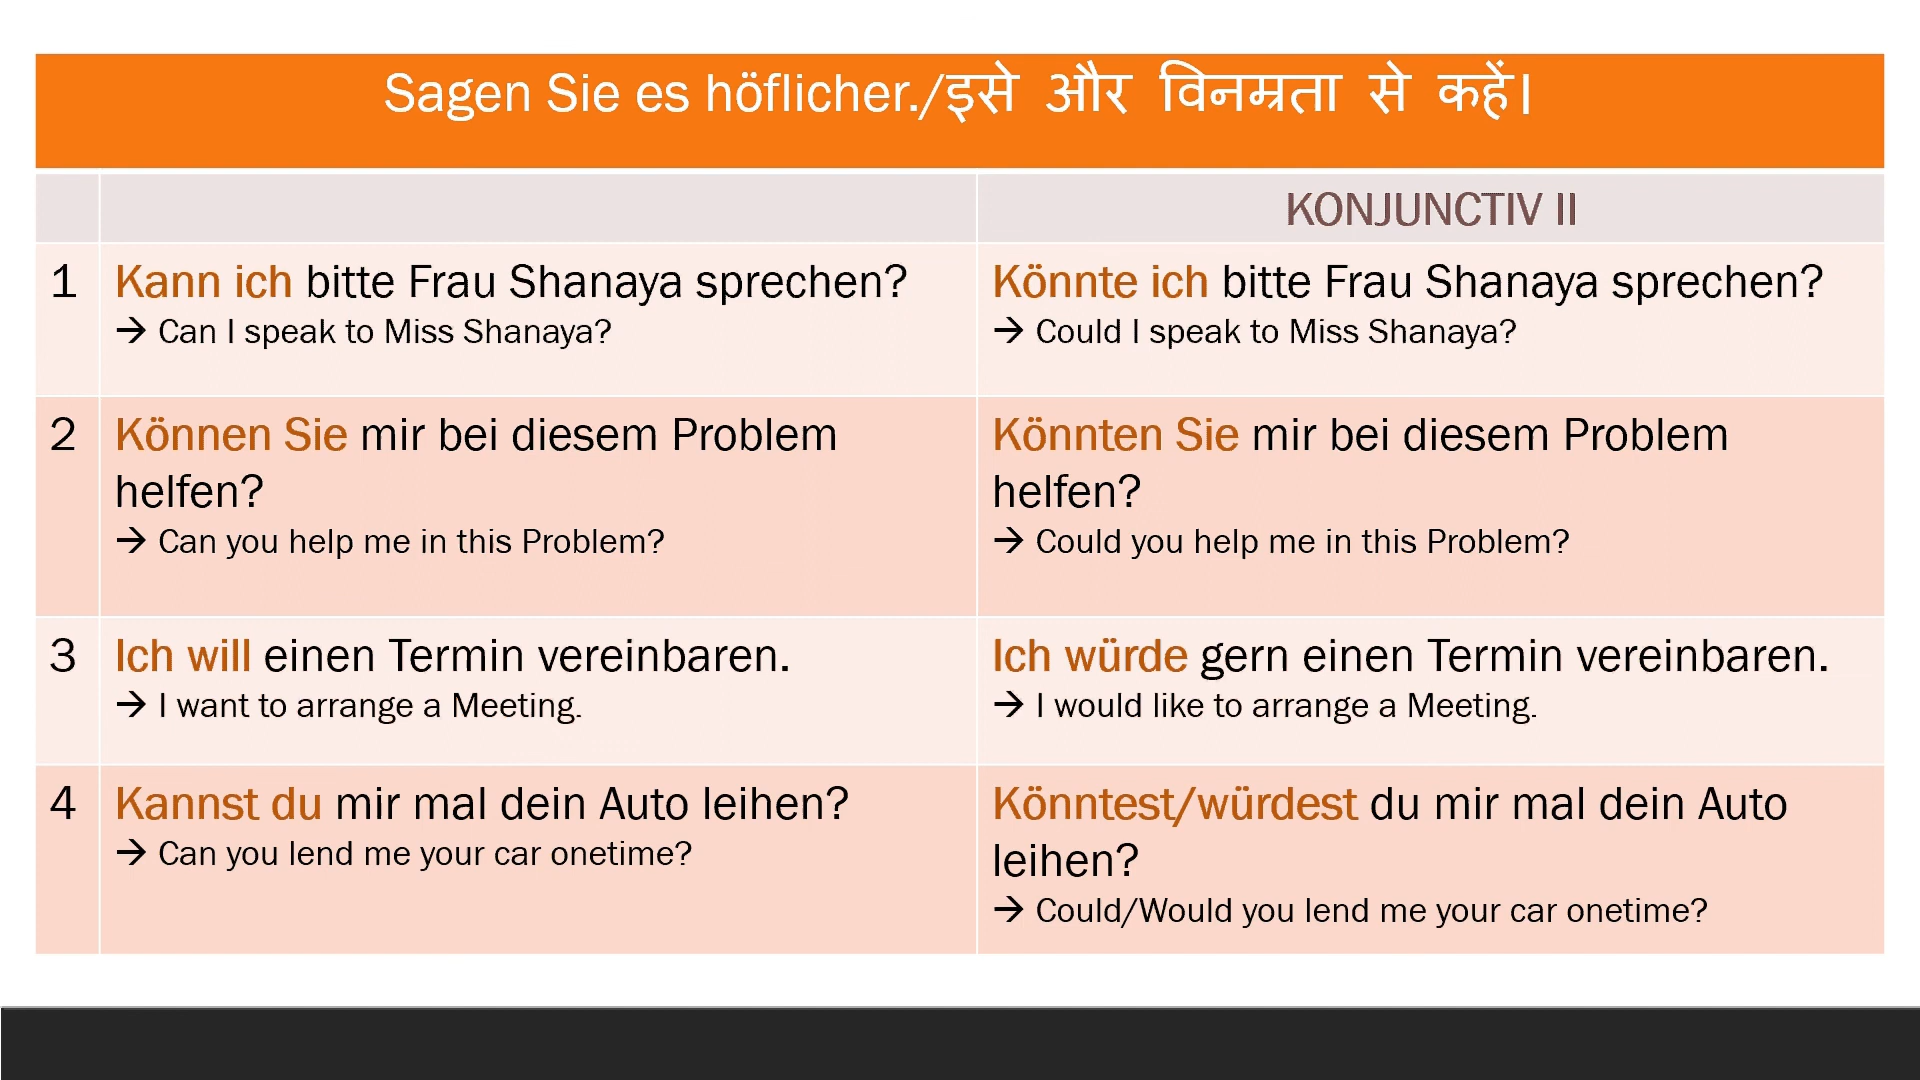 Sagen Sie es höflicher./इसे और विनम्रता से कहें।
KONJUNCTIV II
1 Kann ich bitte Frau Shanaya sprechen?
→ Can I speak to Miss Shanaya?
Könnte ich bitte Frau Shanaya sprechen?
→ Could I speak to Miss Shanaya?
2 Können Sie mir bei diesem Problem
helfen?
→ Can you help me in this Problem?
Könnten Sie mir bei diesem Problem
helfen?
→ Could you help me in this Problem?
3 Ich will einen Termin vereinbaren.
→ I want to arrange a Meeting.
Ich würde gern einen Termin vereinbaren.
→ I would like to arrange a Meeting.
4 Kannst du mir mal dein Auto leihen?
→ Can you lend me your car onetime?
Könntest/würdest du mir mal dein Auto
leihen?
→ Could/Would you lend me your car onetime?